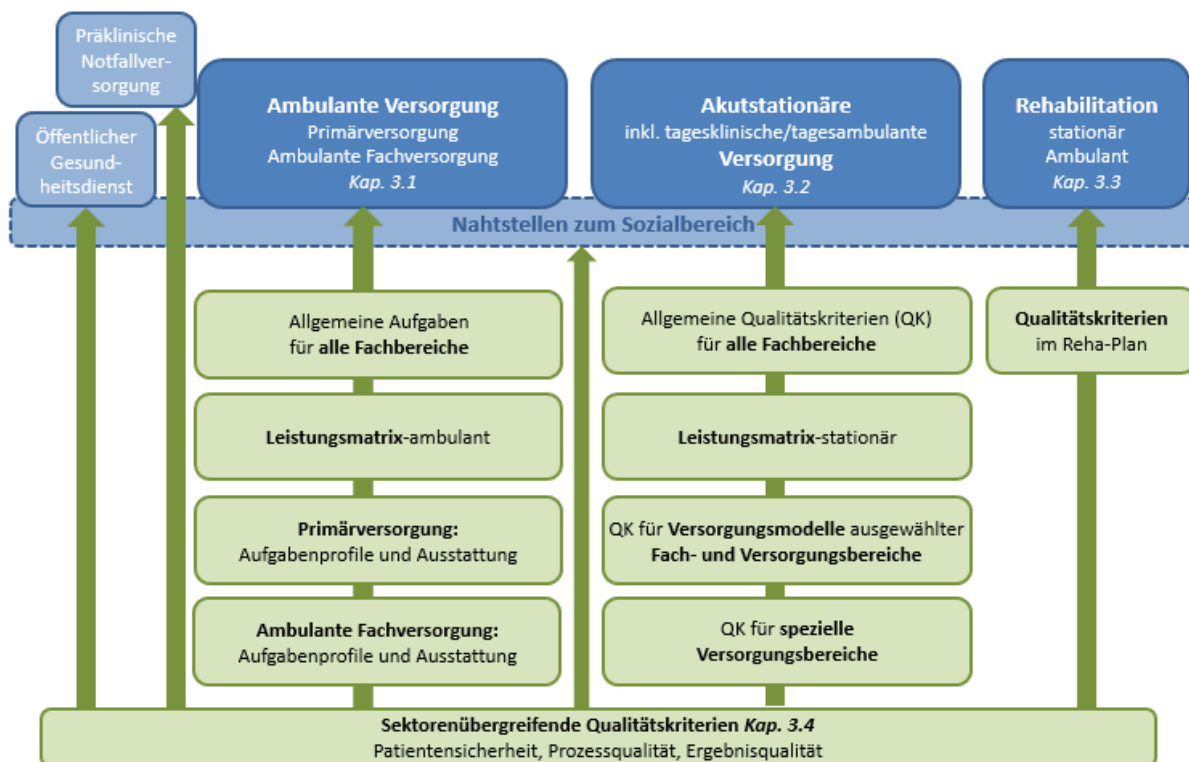 Präklinische
Notfallver-
sorgung
Öffentlicher
Gesund-
heitsdienst
Ambulante Versorgung
Primärversorgung
Ambulante Fachversorgung
Kap. 3.1
Akutstationäre
inkl. tagesklinische/tagesambulante
Versorgung
Kap. 3.2
Rehabilitation
stationär
Ambulant
Kap. 3.3
Nahtstellen zum Sozialbereich
Allgemeine Aufgaben
für alle Fachbereiche
Leistungsmatrix-ambulant
Primärversorgung:
Aufgabenprofile und Ausstattung
Ambulante Fachversorgung:
Aufgabenprofile und Ausstattung
Allgemeine Qualitätskriterien (QK)
für alle Fachbereiche
Leistungsmatrix-stationär
QK für Versorgungsmodelle ausgewählter
Fach- und Versorgungsbereiche
QK für spezielle
Versorgungsbereiche
Qualitätskriterien
im Reha-Plan
Sektorenübergreifende Qualitätskriterien Kap. 3.4
Patientensicherheit, Prozessqualität, Ergebnisqualität